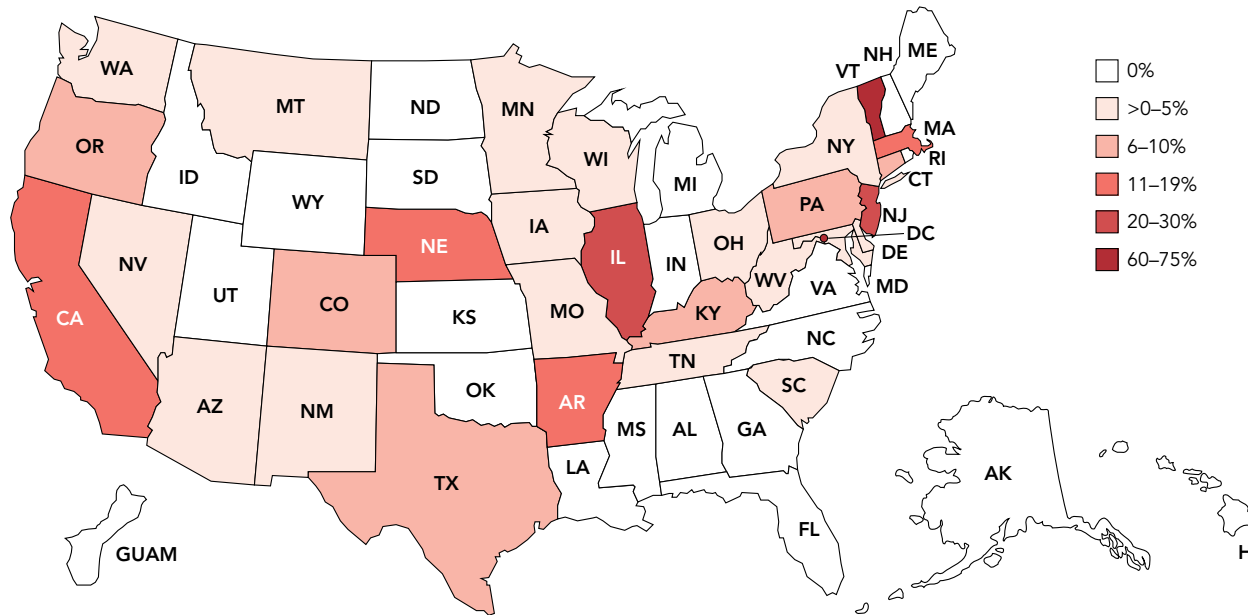 ME
NH
VT
WA
MT
ND
MN
OR
ID
WY
SD
WI
MI
NY
MA
RI
CT
NV
UT
CO
NE
IA
IL
IN
OH
PA
NJ
DC
DE
MD
WV
VA
CA
KS
MO
KY
NC
AZ
NM
OK
AR
TN
SC
TX
LA
MS
AL
GA
FL
AK
GUAM
H
0%
>0–5%
6–10%
11–19%
20–30%
60–75%